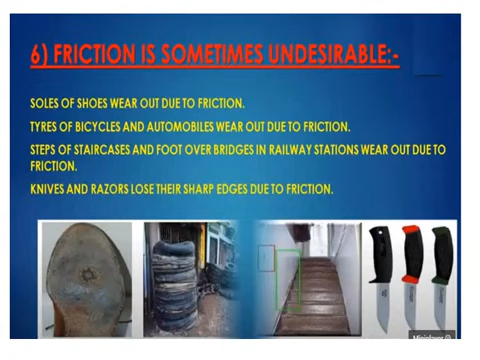 6) FRICTION IS SOMETIMES UNDESIRABLE:-
SOLES OF SHOES WEAR OUT DUE TO FRICTION.
TYRES OF BICYCLES AND AUTOMOBILES WEAR OUT DUE TO FRICTION.
STEPS OF STAIRCASES AND FOOT OVER BRIDGES IN RAILWAY STATIONS WEAR OUT DUE TO
FRICTION.
KNIVES AND RAZORS LOSE THEIR SHARP EDGES DUE TO FRICTION.
Miniplayer